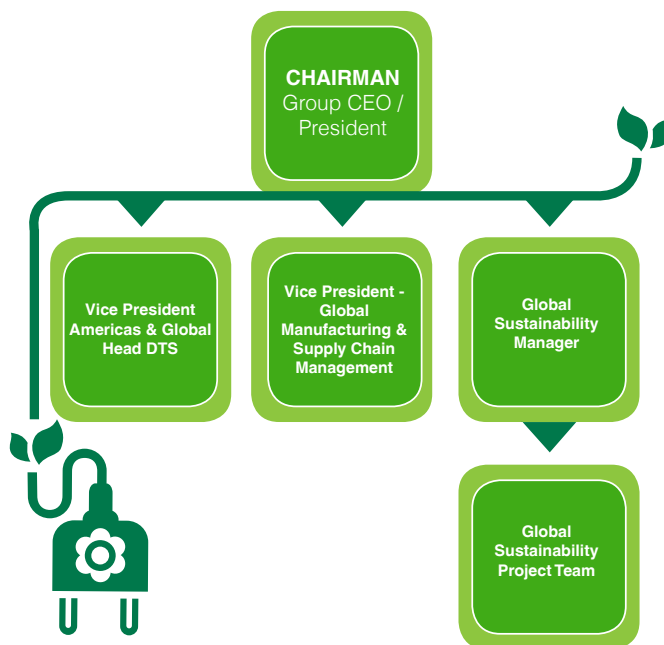 CHAIRMAN
Group CEO /
President
Vice President
Americas & Global
Head DTS
Vice President -
Global
Manufacturing &
Supply Chain
Management
Global
Sustainability
Manager
Global
Sustainability
Project Team